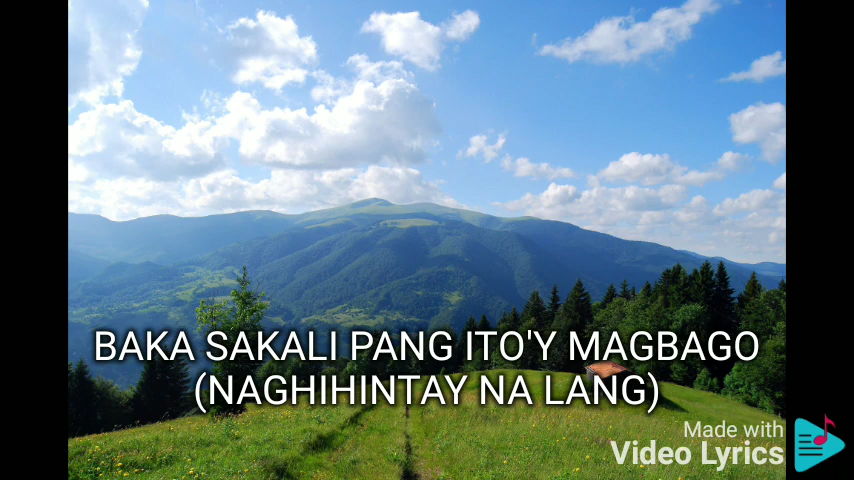 BAKA SAKALI PANG ITO'Y MAGBAGO
(NAGHIHINTAY NA LANG)
Made with
Video Lyrics